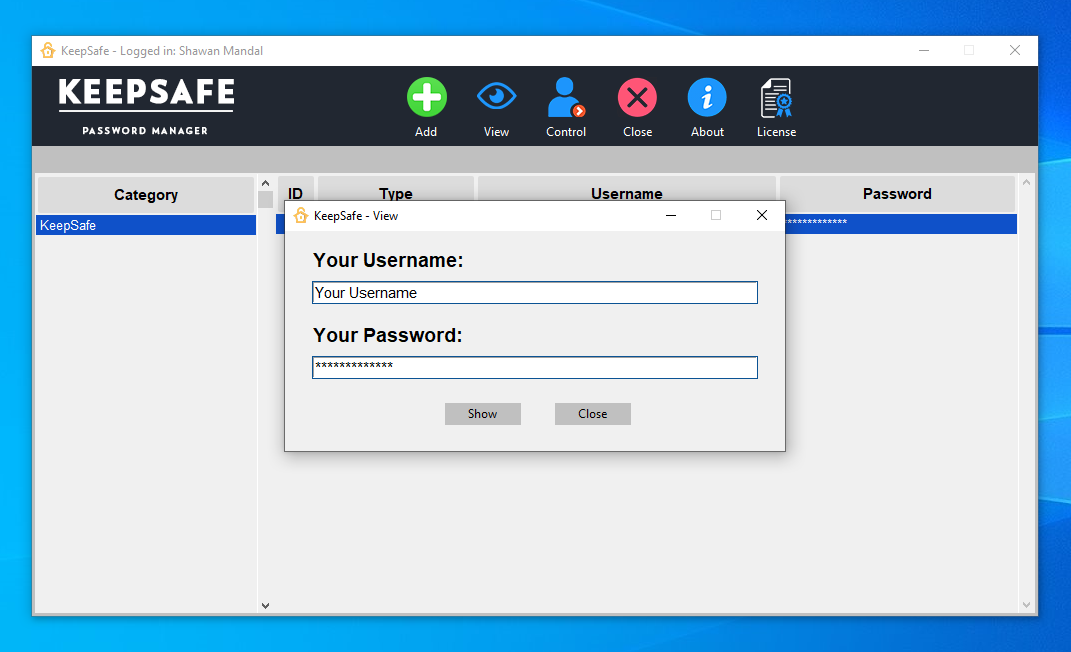 KeepSafe - Logged in: Shawan Mandal
KEEPSAFE
PASSWORD MANAGER
Add View Control Close About License
Category ID Type Username Password
KeepSafe *************
KeepSafe - View
Your Username:
Your Username
Your Password:
*************
Show Close